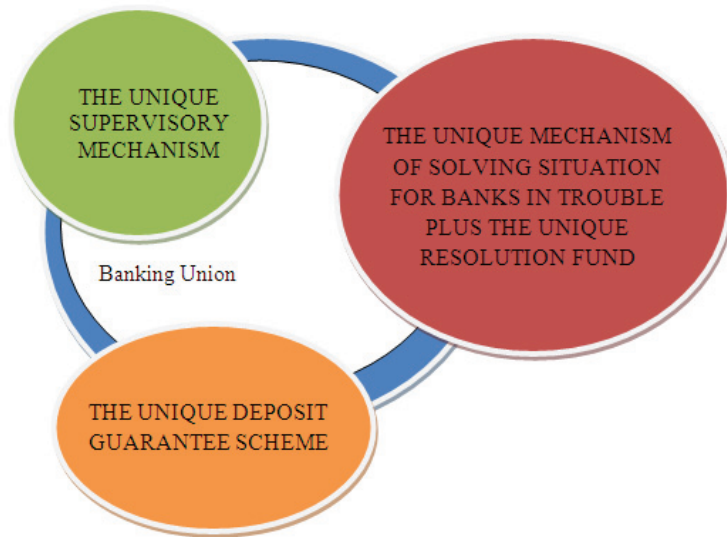 THE UNIQUE
SUPERVISORY
MECHANISM
THE UNIQUE MECHANISM
OF SOLVING SITUATION
FOR BANKS IN TROUBLE
PLUS THE UNIQUE
RESOLUTION FUND
Banking Union
THE UNIQUE DEPOSIT
GUARANTEE SCHEME